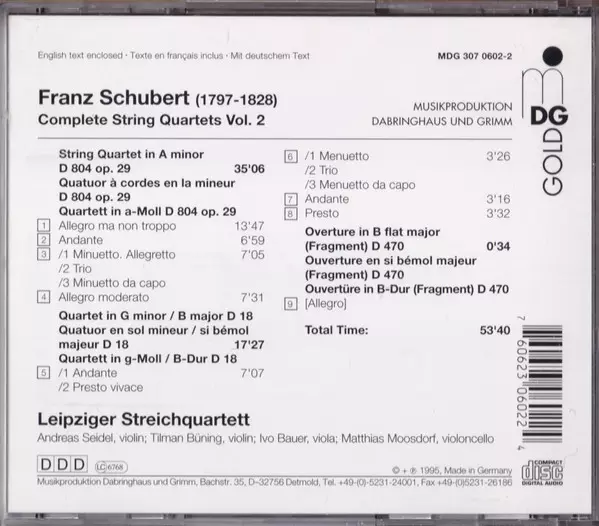 English text enclosed · Texte en français inclus · Mit deutschem Text
MDG 307 0602-2
Franz Schubert (1797-1828)
Complete String Quartets Vol. 2
MUSIKPRODUKTION
DABRINGHAUS UND GRIMM
mDG
GOLD
String Quartet in A minor
D 804 op. 29 35'06
Quatuor à cordes en la mineur
D 804 op. 29
Quartett in a-Moll D 804 op. 29
1 Allegro ma non troppo 13'47
2 Andante 6'59
3 /1 Minuetto. Allegretto 7'05
/2 Trio
/3 Minuetto da capo
4 Allegro moderato 7'31
Quartet in G minor / B major D 18
Quatuor en sol mineur / si bémol
majeur D 18 17'27
Quartett in g-Moll / B-Dur D 18
5 /1 Andante 7'07
/2 Presto vivace
6 /1 Menuetto 3'26
/2 Trio
/3 Menuetto da capo
7 Andante 3'16
8 Presto 3'32
Overture in B flat major
(Fragment) D 470 0'34
Ouverture en si bémol majeur
(Fragment) D 470
Ouvertüre in B-Dur (Fragment) D 470
9 [Allegro]
Total Time: 53'40
7 60623 06022 4
Leipziger Streichquartett
Andreas Seidel, violin; Tilman Büning, violin; Ivo Bauer, viola; Matthias Moosdorf, violoncello
DDD LC 6768
© + ℗ 1995, Made in Germany
COMPACT
disc
DIGITAL AUDIO
Musikproduktion Dabringhaus und Grimm, Bachstr. 35, D-32756 Detmold, Tel. +49-(0)-5231-24001, Fax +49-(0)-5231-26186